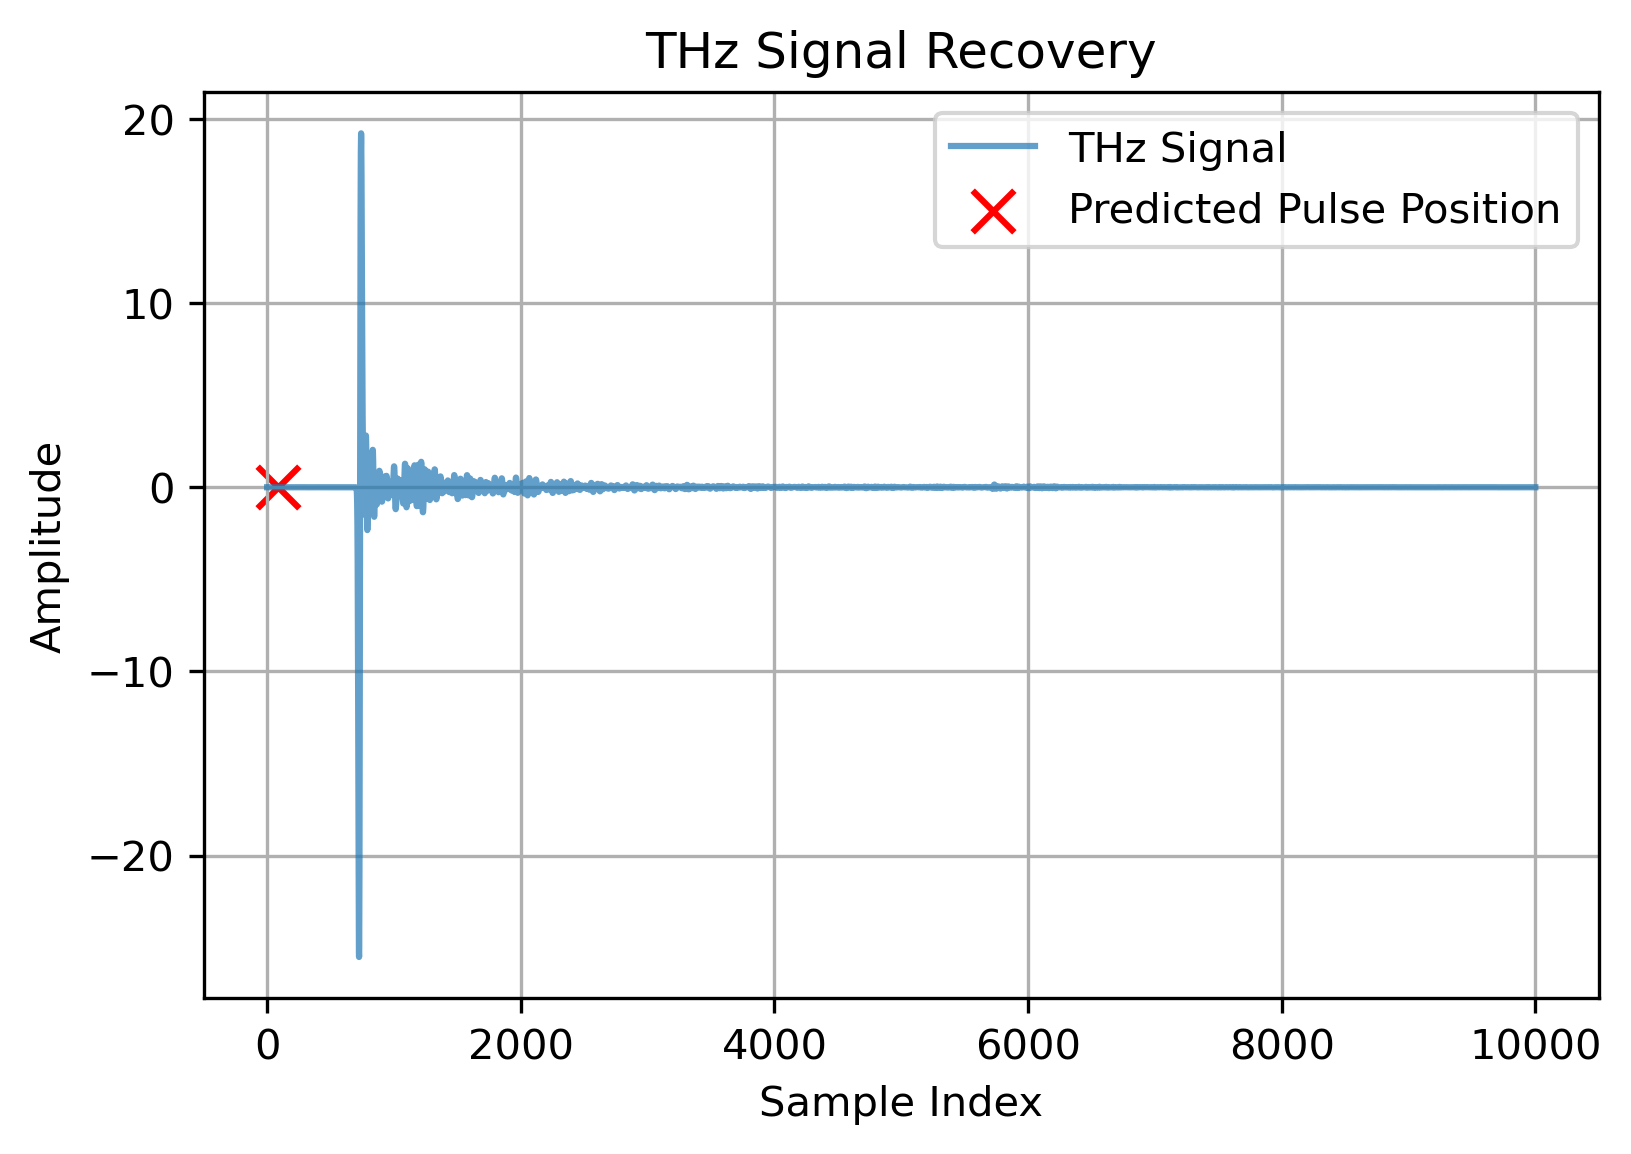 THz Signal Recovery
20
10
0
−10
−20
Amplitude
THz Signal
Predicted Pulse Position
0 2000 4000 6000 8000 10000
Sample Index